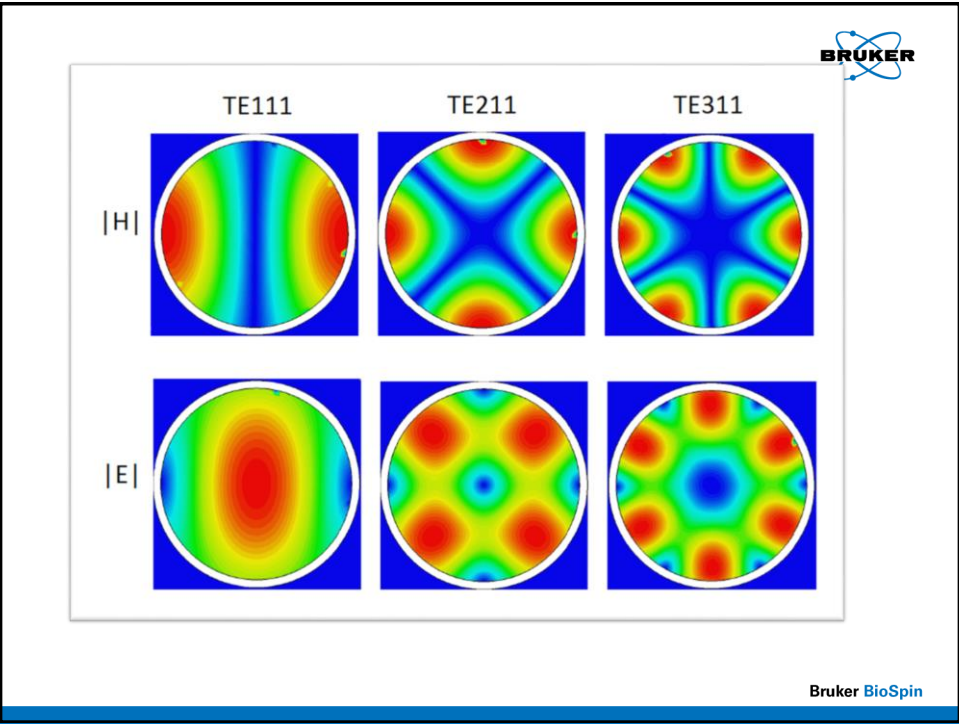 BRUKER
TE111 TE211 TE311
|H|
|E|
Bruker BioSpin